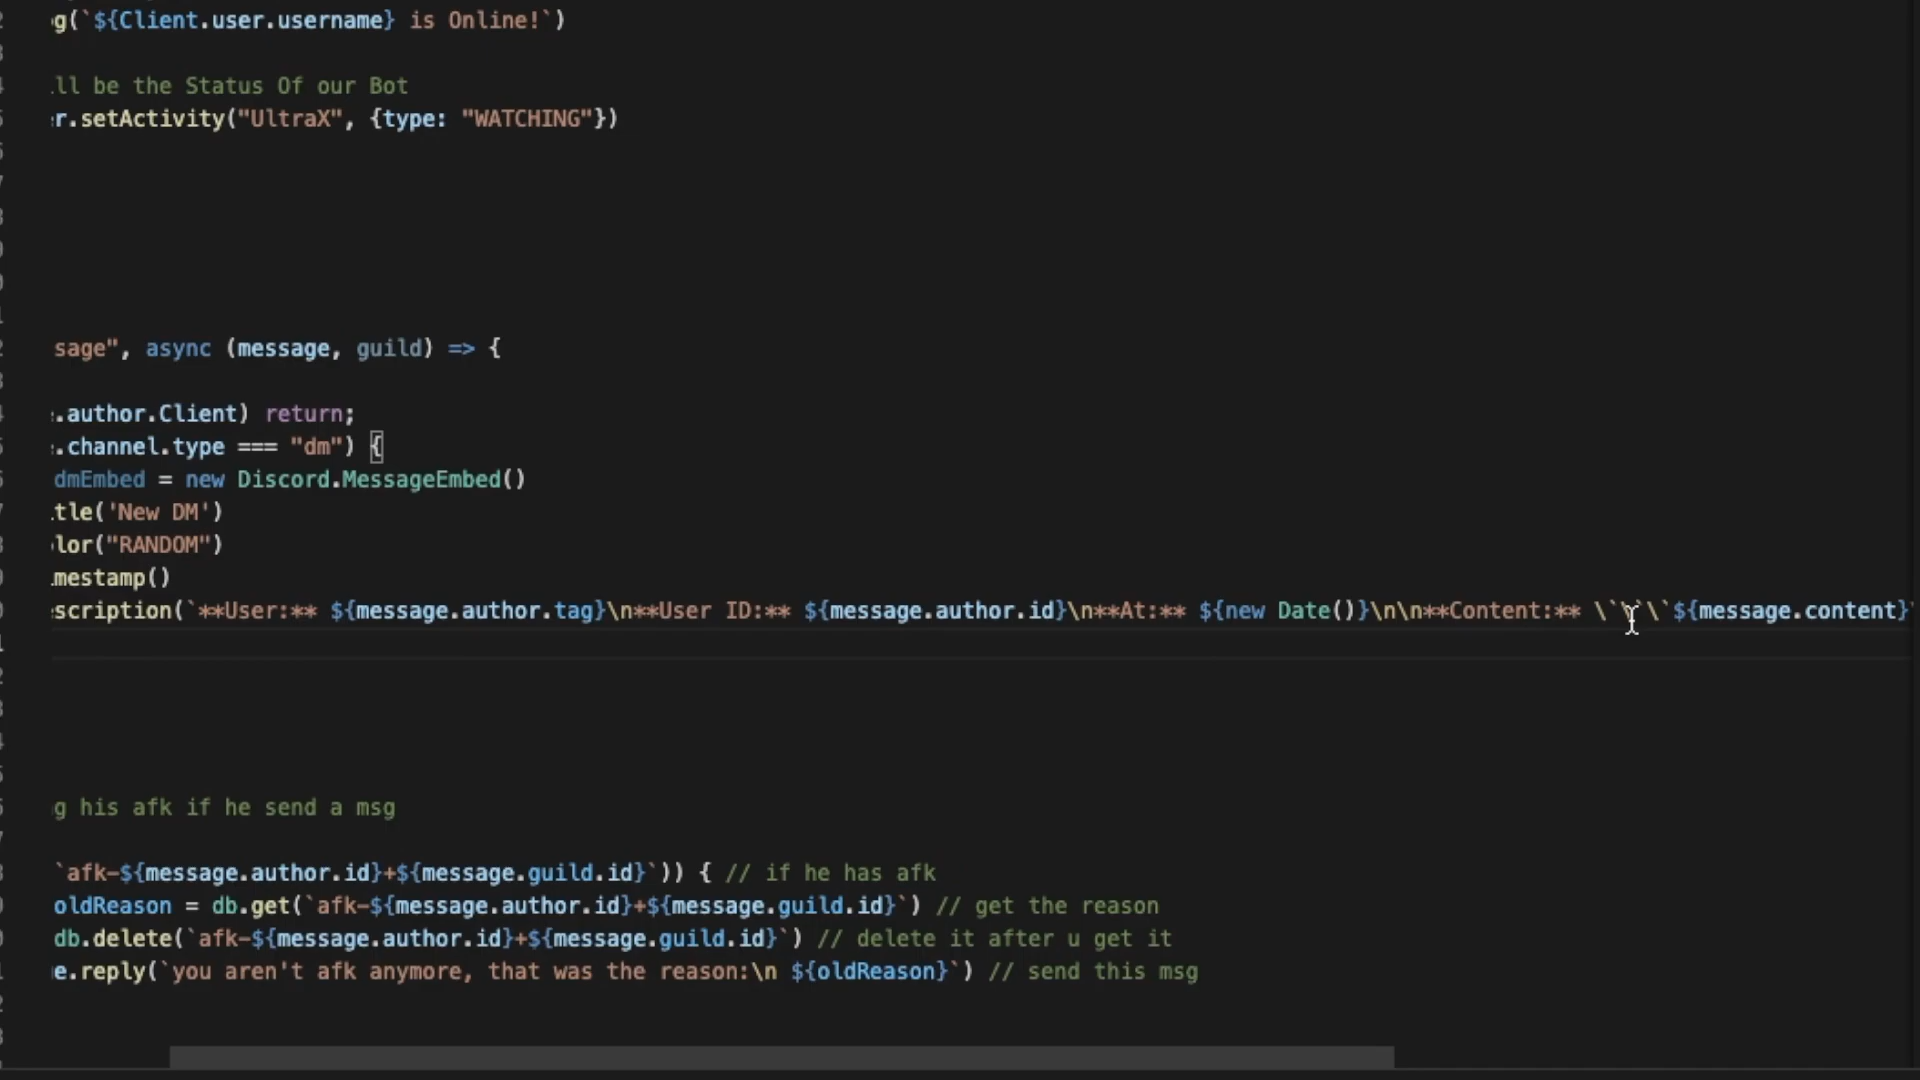 g(`${Client.user.username} is Online!`)
ll be the Status Of our Bot
r.setActivity("UltraX", {type: "WATCHING"})
sage", async (message, guild) => {
.author.Client) return;
.channel.type === "dm") {
dmEmbed = new Discord.MessageEmbed()
tle('New DM')
lor("RANDOM")
mestamp()
scription(`**User:** ${message.author.tag}\n**User ID:** ${message.author.id}\n**At:** ${new Date()}\n\n**Content:** \`\`\`${message.content}
g his afk if he send a msg
`afk-${message.author.id}+${message.guild.id}`)) { // if he has afk
oldReason = db.get(`afk-${message.author.id}+${message.guild.id}`) // get the reason
db.delete(`afk-${message.author.id}+${message.guild.id}`) // delete it after u get it
e.reply(`you aren't afk anymore, that was the reason:\n ${oldReason}`) // send this msg